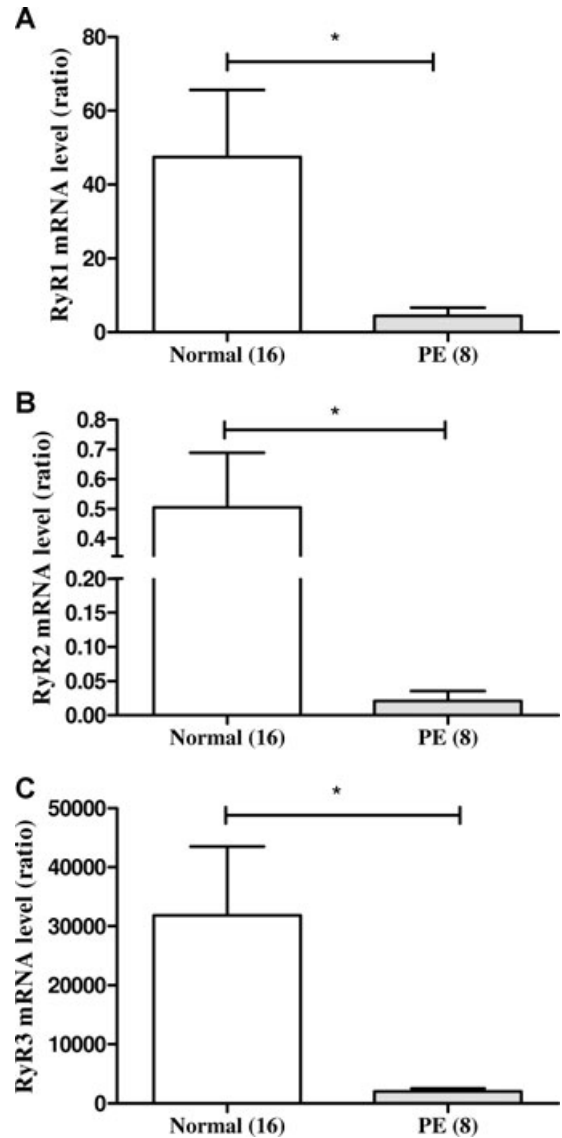 A
RyR1 mRNA level (ratio)
80
60
40
20
0
*
Normal (16) PE (8)
B
RyR2 mRNA level (ratio)
0.8
0.7
0.6
0.5
0.4
0.20
0.15
0.10
0.05
0.00
*
Normal (16) PE (8)
C
RyR3 mRNA level (ratio)
50000
40000
30000
20000
10000
0
*
Normal (16) PE (8)